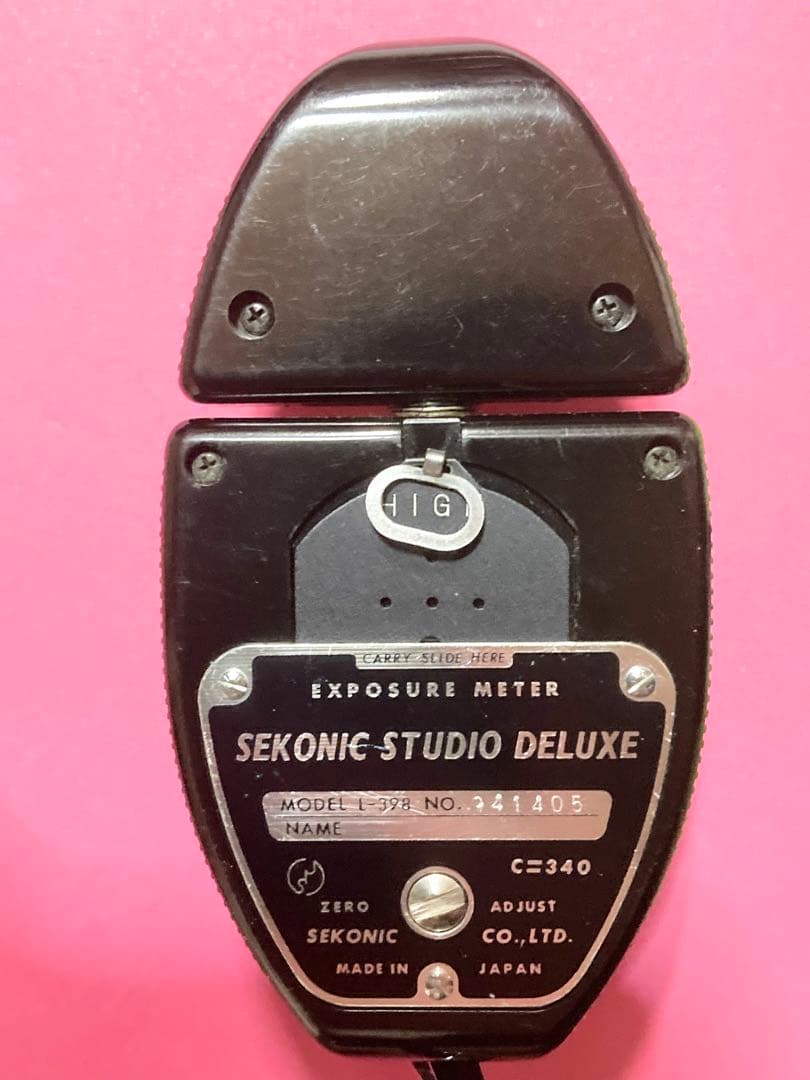 HIGH
CARRY SLIDE HERE
EXPOSURE METER
SEKONIC STUDIO DELUXE
MODEL L-398 NO. 941405
NAME
C=340
ZERO ADJUST
SEKONIC CO.,LTD.
MADE IN JAPAN